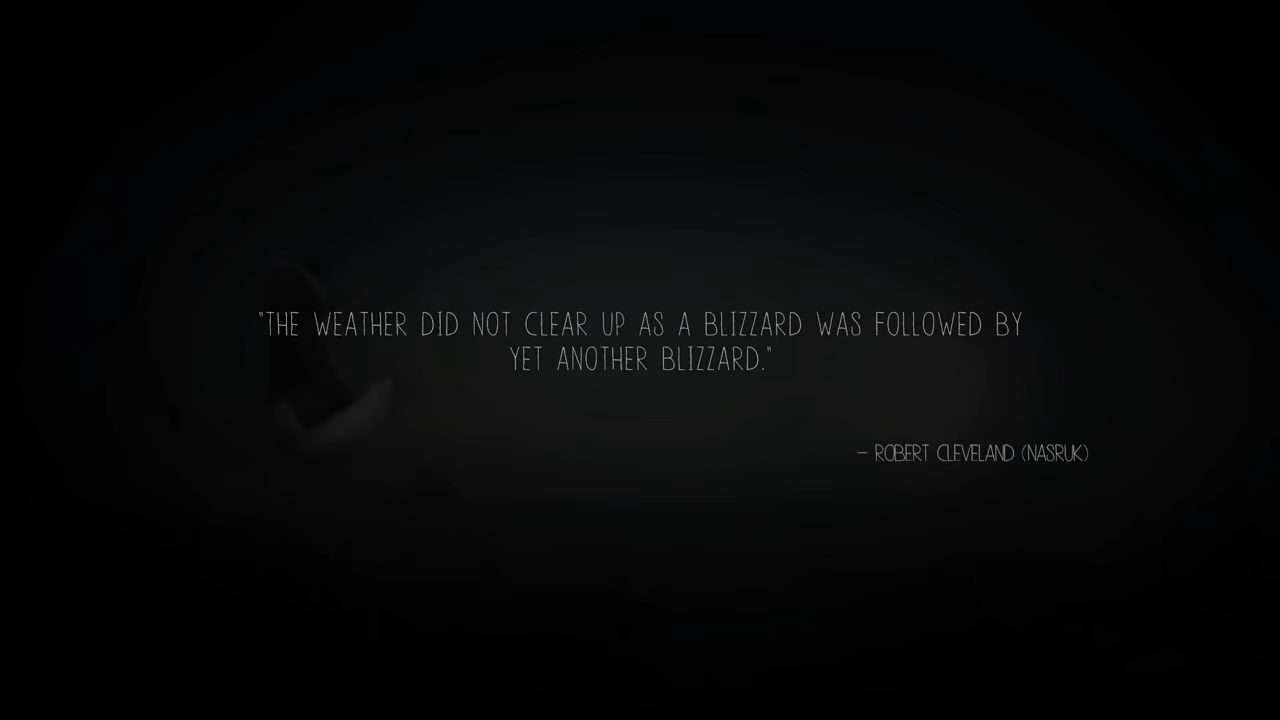 "THE WEATHER DID NOT CLEAR UP AS A BLIZZARD WAS FOLLOWED BY
YET ANOTHER BLIZZARD."
— ROBERT CLEVELAND (NASRUK)